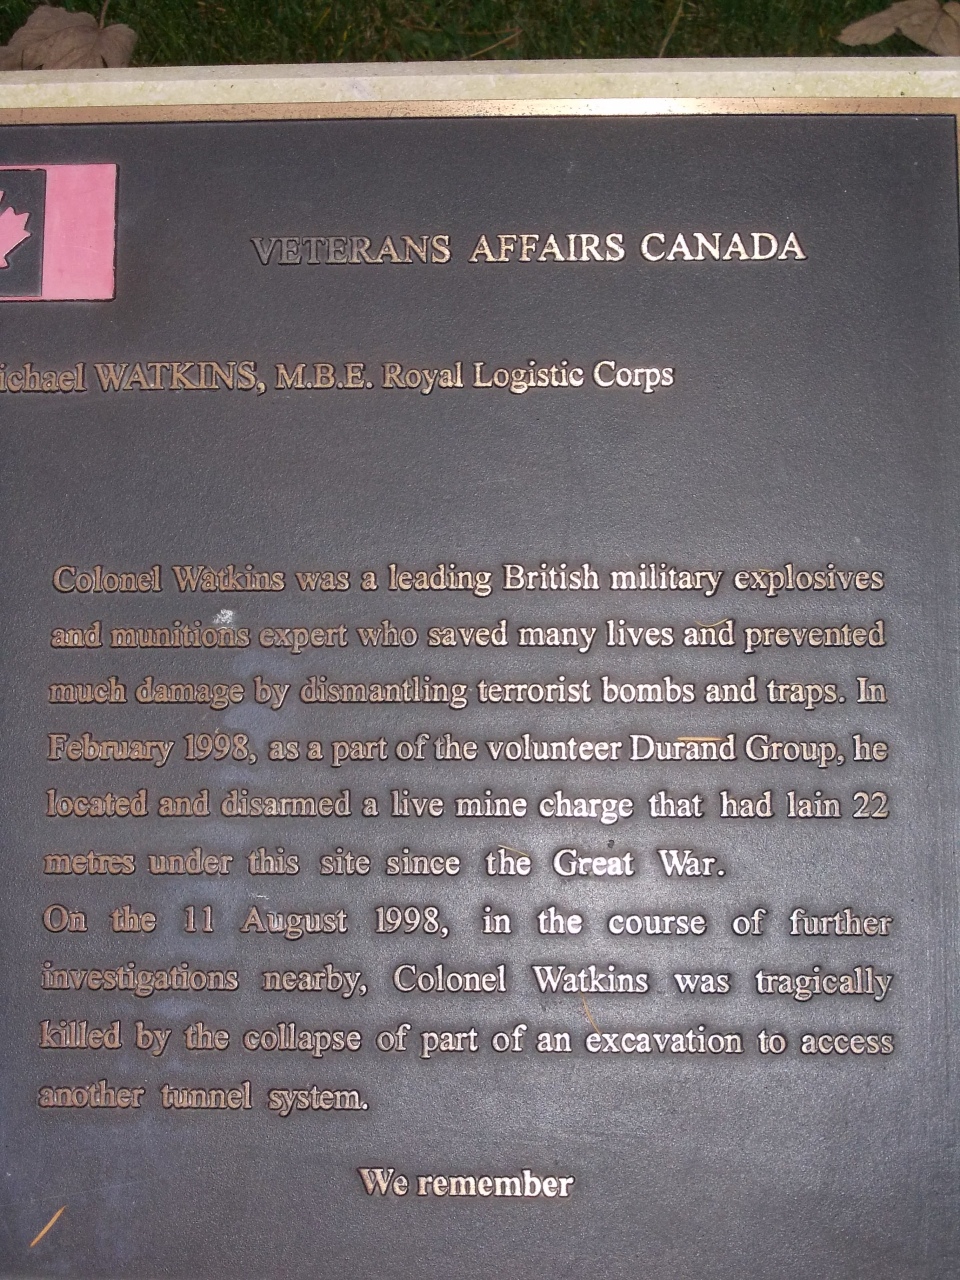 VETERANS AFFAIRS CANADA
ichael WATKINS, M.B.E. Royal Logistic Corps
Colonel Watkins was a leading British military explosives
and munitions expert who saved many lives and prevented
much damage by dismantling terrorist bombs and traps. In
February 1998, as a part of the volunteer Durand Group, he
located and disarmed a live mine charge that had lain 22
metres under this site since the Great War.
On the 11 August 1998, in the course of further
investigations nearby, Colonel Watkins was tragically
killed by the collapse of part of an excavation to access
another tunnel system.
We remember